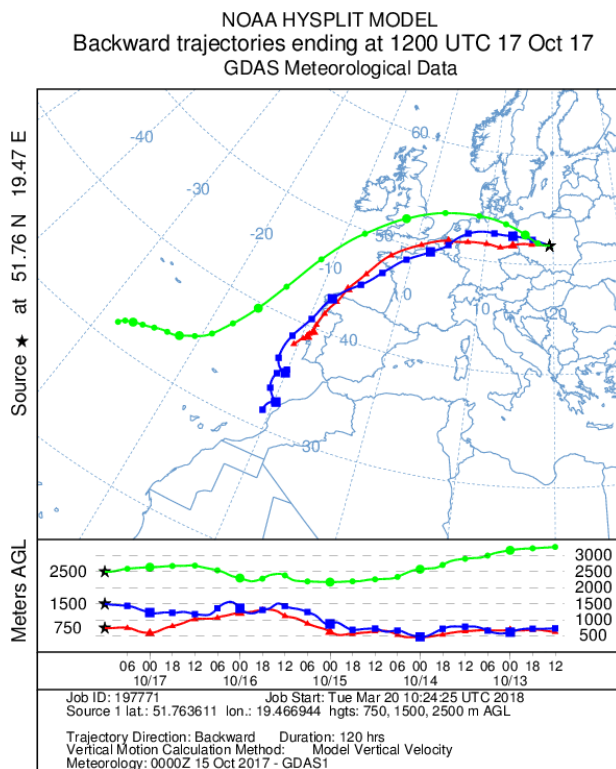 NOAA HYSPLIT MODEL
Backward trajectories ending at 1200 UTC 17 Oct 17
GDAS Meteorological Data
Source ★ at 51.76 N 19.47 E
-40
60
-30
-20
50
-10
0
10
20
40
30
Meters AGL
2500
1500
750
3000
2500
2000
1500
1000
500
06 00 18 12 06 00 18 12 06 00 18 12 06 00 18 12 06 00 18 12
10/17 10/16 10/15 10/14 10/13
Job ID: 197771 Job Start: Tue Mar 20 10:24:25 UTC 2018
Source 1 lat.: 51.763611 lon.: 19.466944 hgts: 750, 1500, 2500 m AGL
Trajectory Direction: Backward Duration: 120 hrs
Vertical Motion Calculation Method: Model Vertical Velocity
Meteorology: 0000Z 15 Oct 2017 - GDAS1